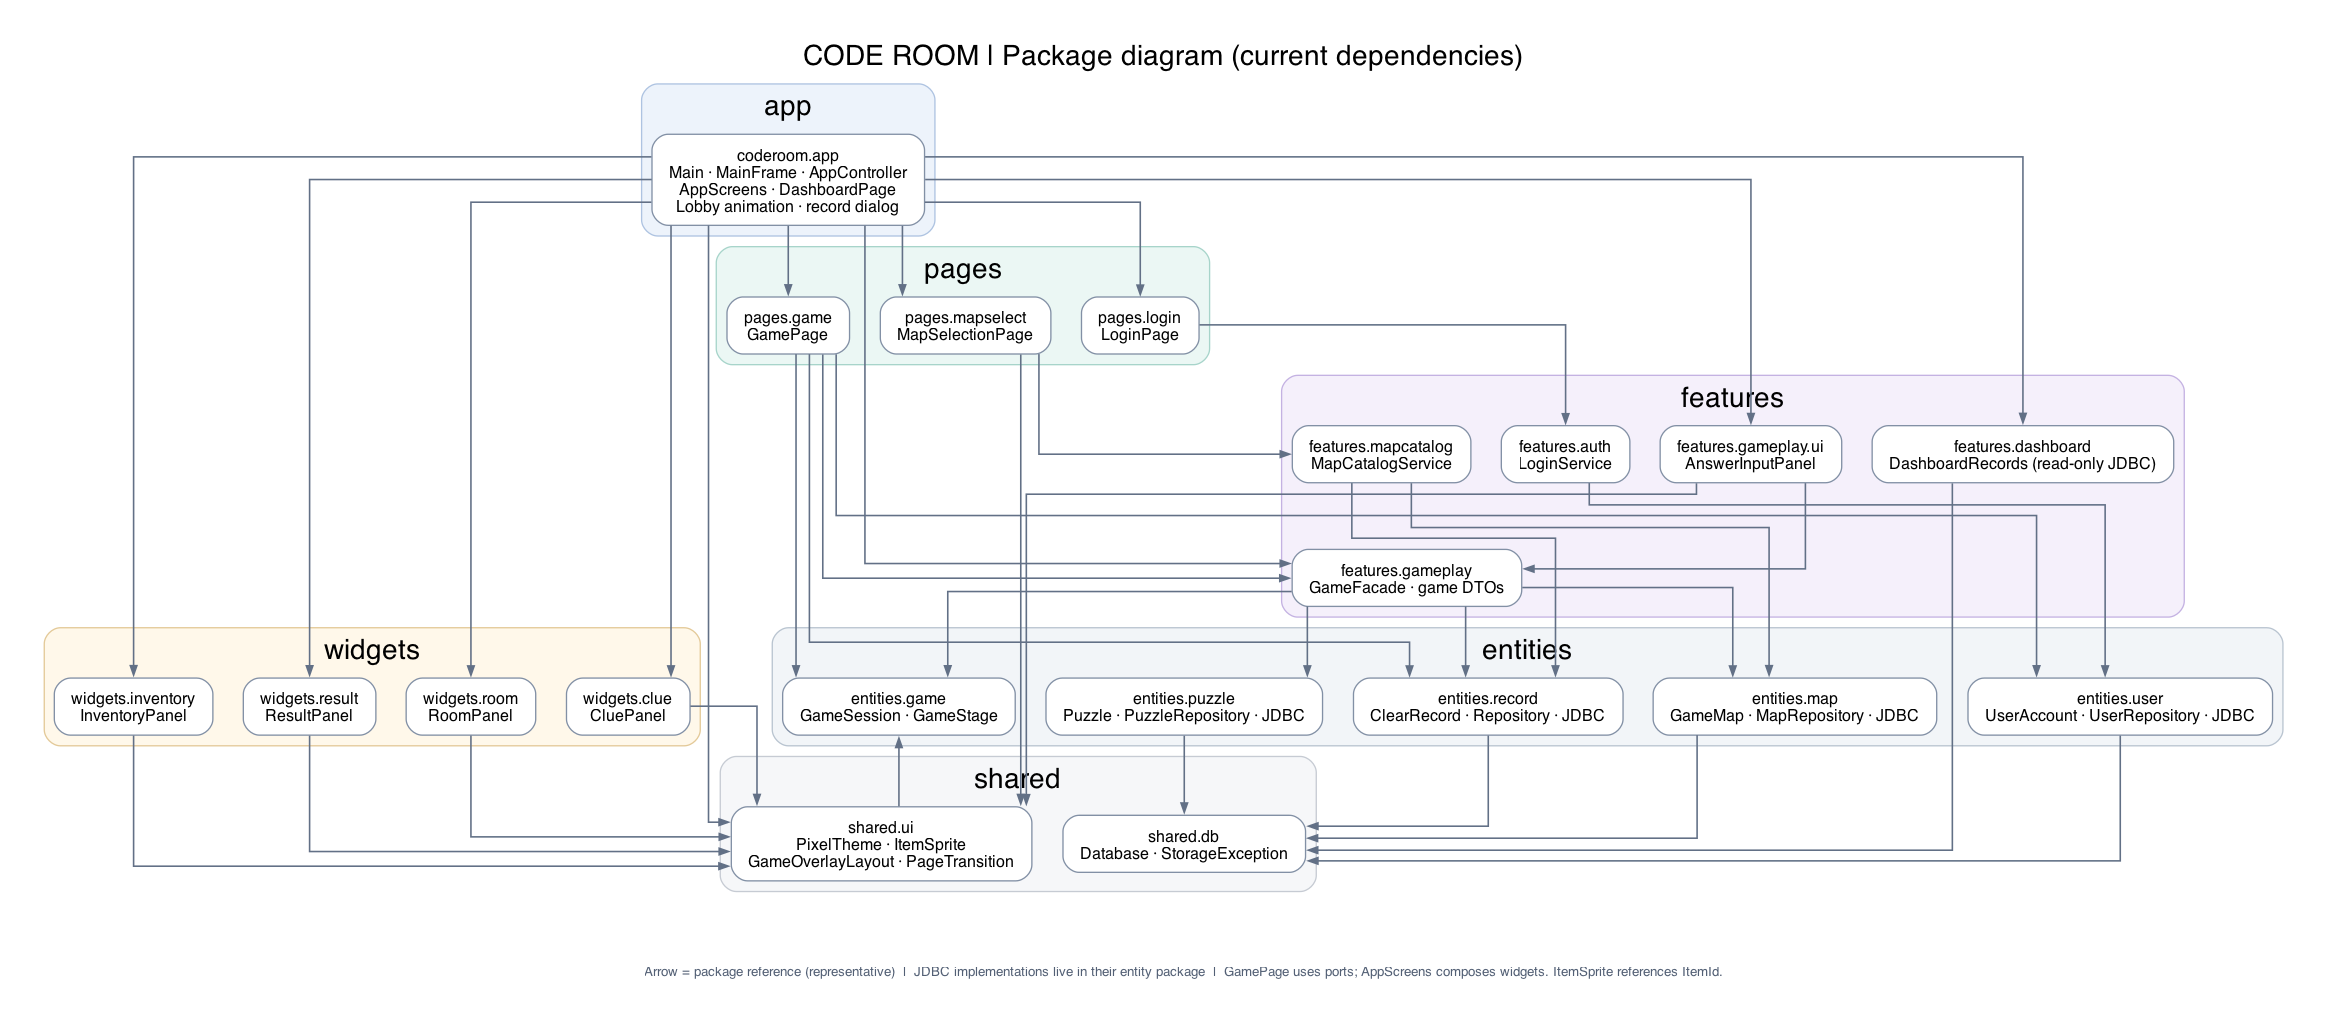 CODE ROOM | Package diagram (current dependencies)
app
coderoom.app
Main · MainFrame · AppController
AppScreens · DashboardPage
Lobby animation · record dialog
pages
pages.game
GamePage
pages.mapselect
MapSelectionPage
pages.login
LoginPage
features
features.mapcatalog
MapCatalogService
features.auth
LoginService
features.gameplay.ui
AnswerInputPanel
features.dashboard
DashboardRecords (read-only JDBC)
features.gameplay
GameFacade · game DTOs
widgets
widgets.inventory
InventoryPanel
widgets.result
ResultPanel
widgets.room
RoomPanel
widgets.clue
CluePanel
entities
entities.game
GameSession · GameStage
entities.puzzle
Puzzle · PuzzleRepository · JDBC
entities.record
ClearRecord · Repository · JDBC
entities.map
GameMap · MapRepository · JDBC
entities.user
UserAccount · UserRepository · JDBC
shared
shared.ui
PixelTheme · ItemSprite
GameOverlayLayout · PageTransition
shared.db
Database · StorageException
Arrow = package reference (representative) | JDBC implementations live in their entity package | GamePage uses ports; AppScreens composes widgets. ItemSprite references ItemId.